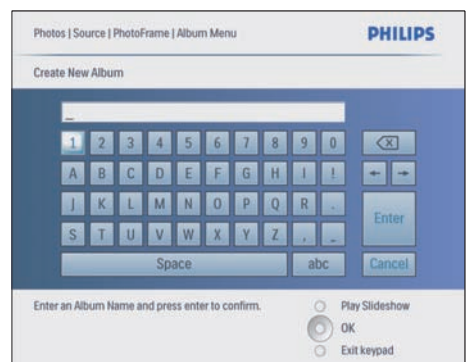 Photos | Source | PhotoFrame | Album Menu PHILIPS
Create New Album
_
1 2 3 4 5 6 7 8 9 0
A B C D E F G H I !
J K L M N O P Q R . Enter
S T U V W X Y Z , _
Space abc Cancel
Enter an Album Name and press enter to confirm. Play Slideshow
OK
Exit keypad